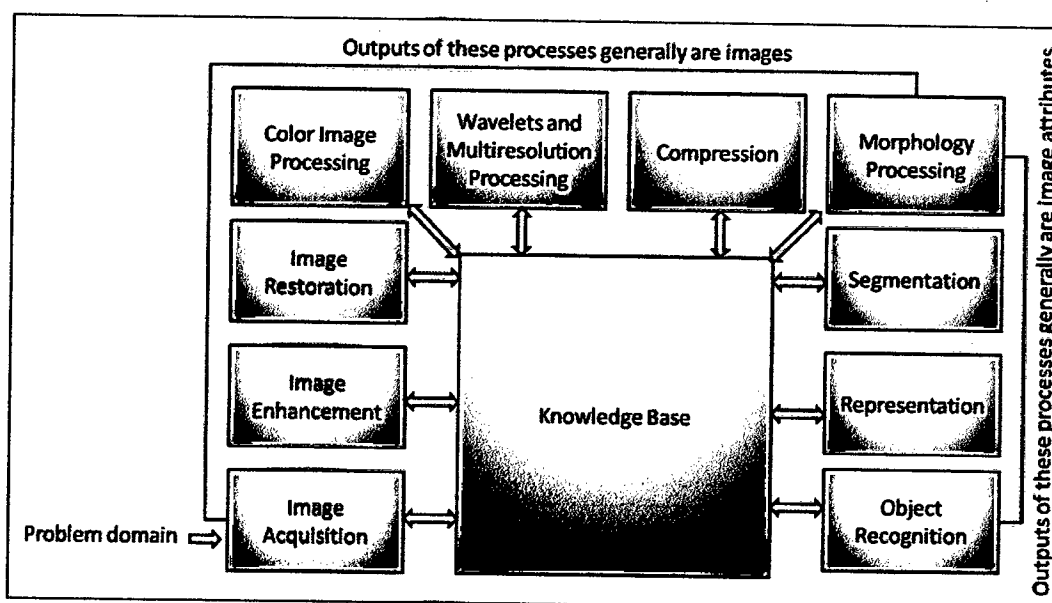 Outputs of these processes generally are images
Color Image
Processing
Wavelets and
Multiresolution
Processing
Compression
Morphology
Processing
Image
Restoration
Segmentation
Image
Enhancement
Knowledge Base
Representation
Problem domain
Image
Acquisition
Object
Recognition
Outputs of these processes generally are image attributes